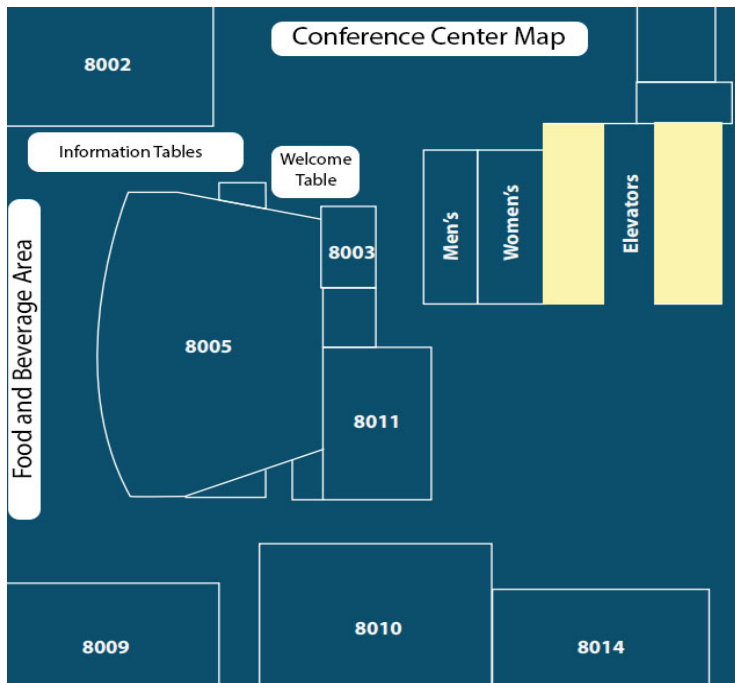 Conference Center Map
8002
Information Tables
Welcome
Table
8003
Men's
Women's
Elevators
Food and Beverage Area
8005
8011
8009
8010
8014